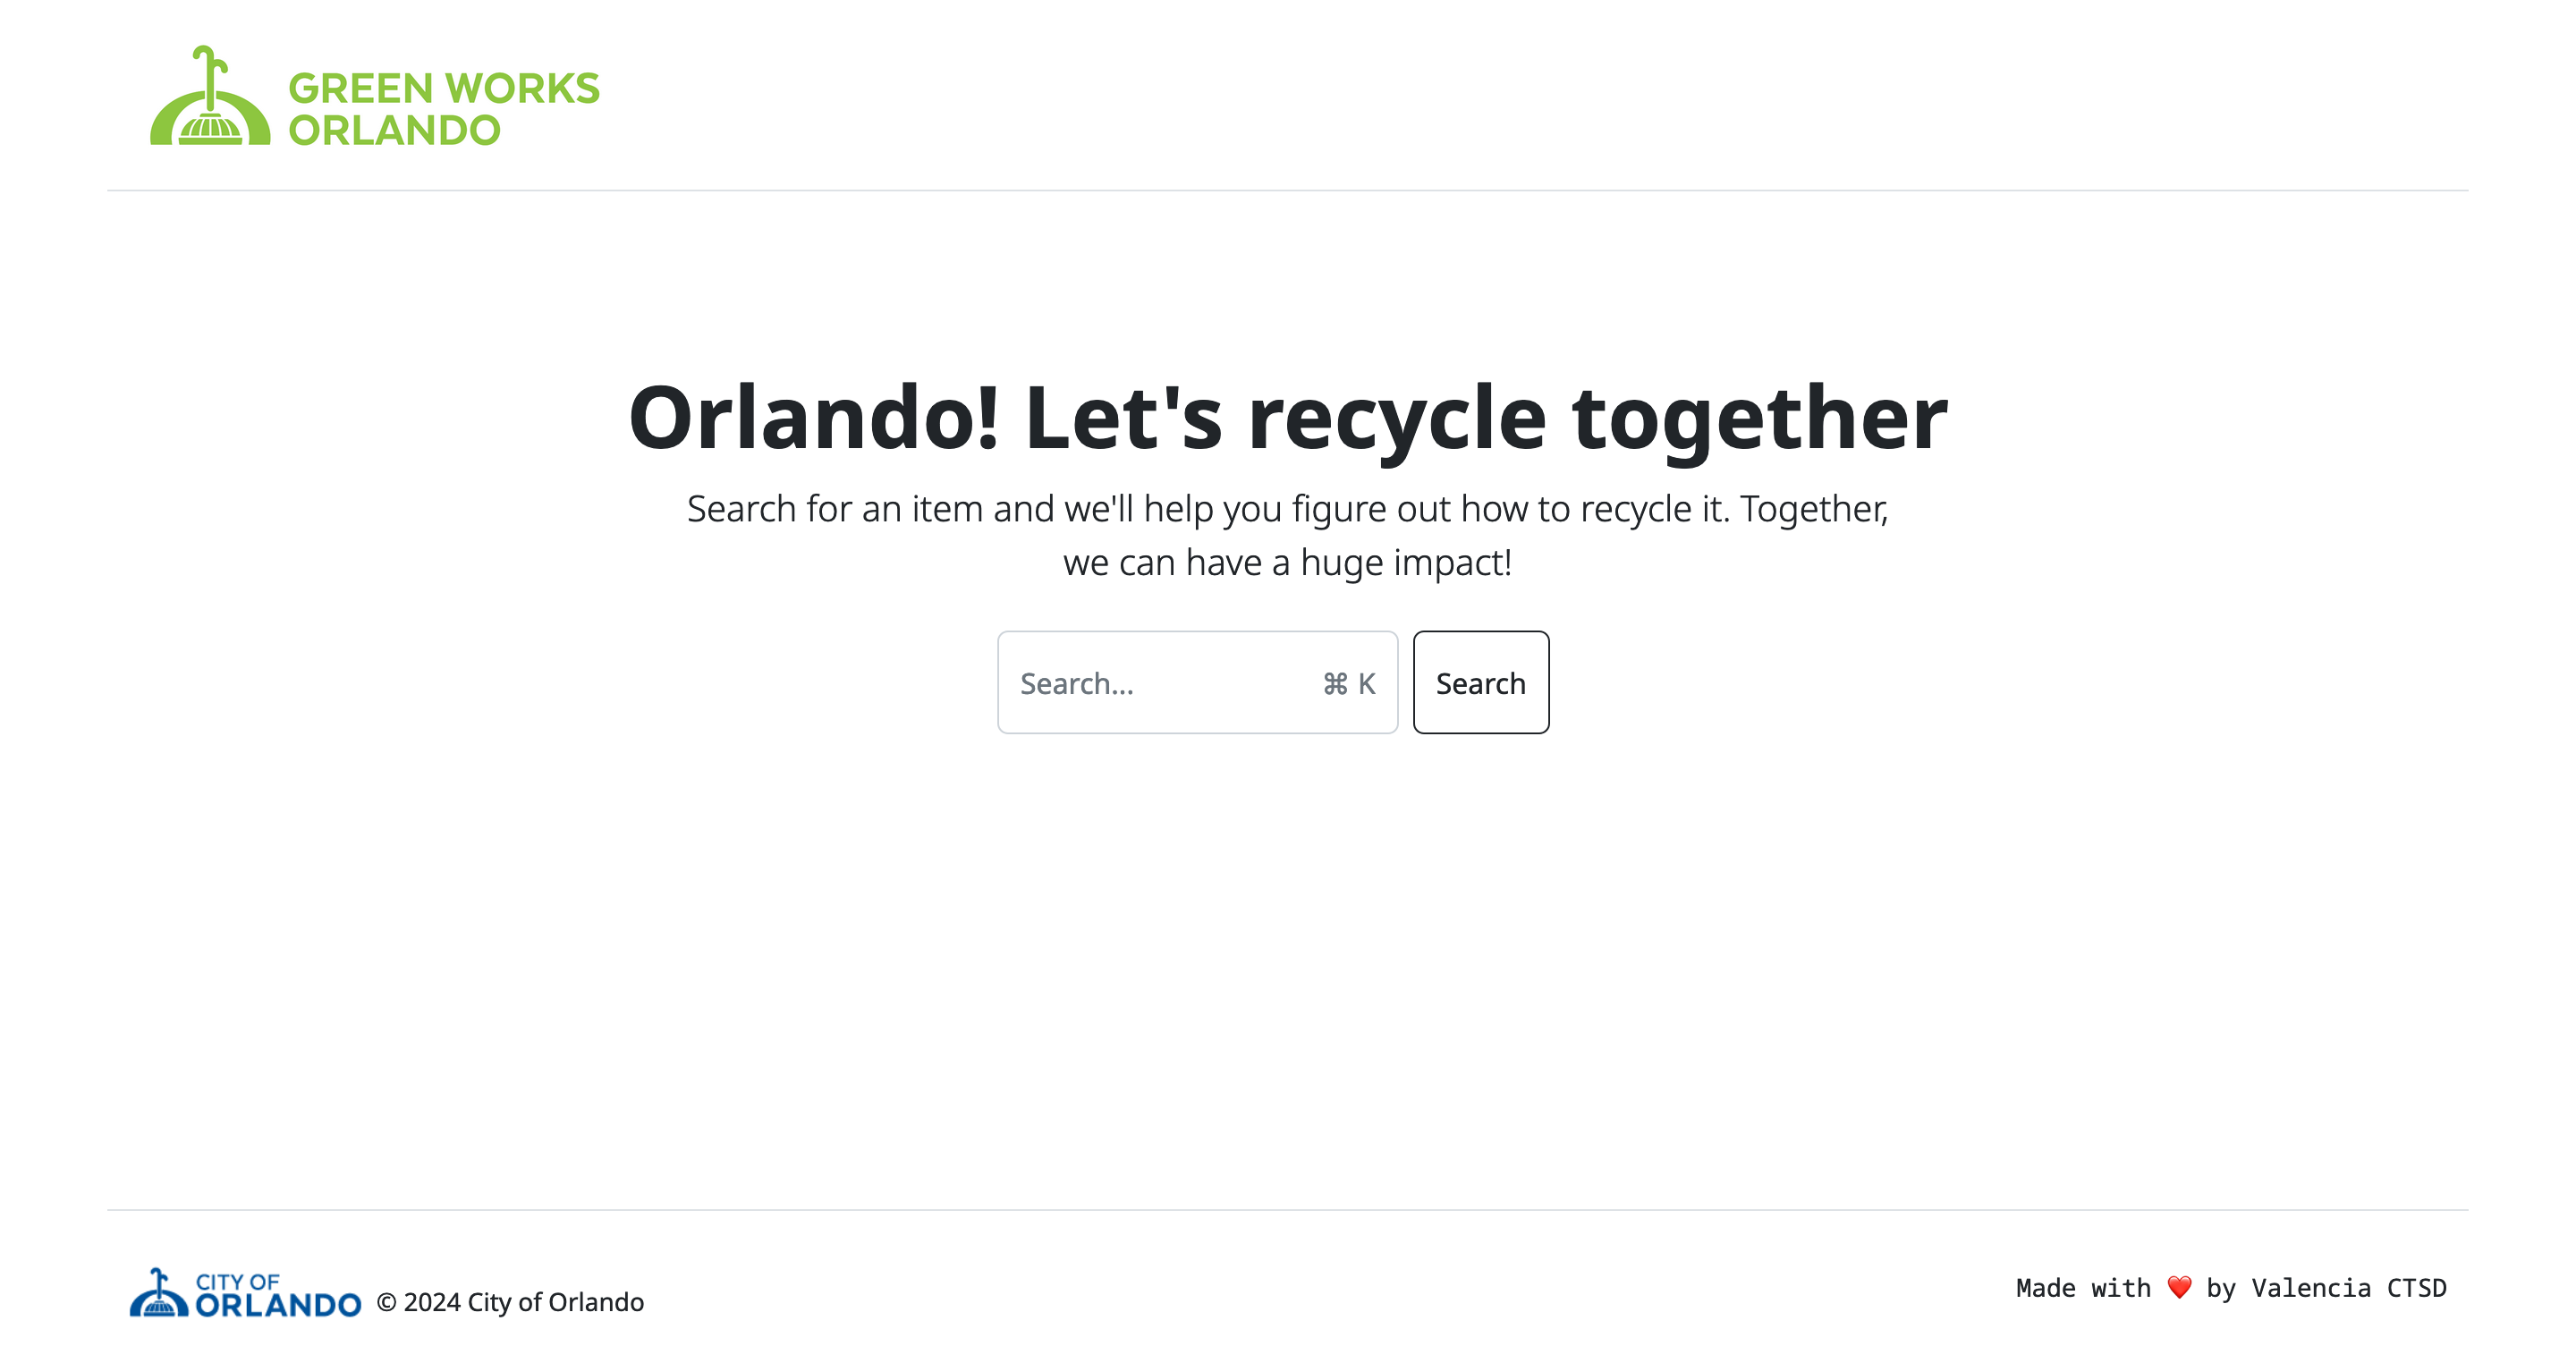 GREEN WORKS
ORLANDO
Orlando! Let's recycle together
Search for an item and we'll help you figure out how to recycle it. Together,
we can have a huge impact!
Search... ⌘ K Search
CITY OF
ORLANDO © 2024 City of Orlando
Made with ❤️ by Valencia CTSD